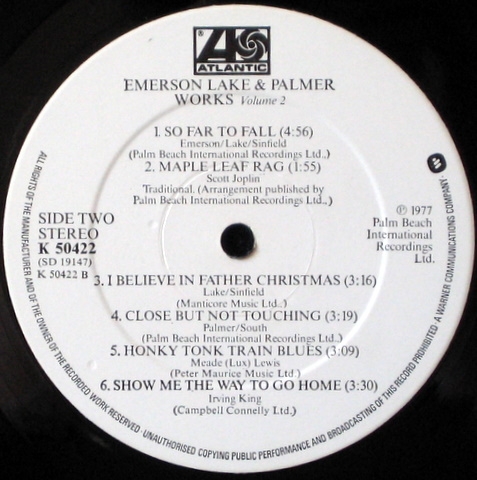 ATLANTIC
EMERSON LAKE & PALMER
WORKS Volume 2
1. SO FAR TO FALL (4:56)
Emerson/Lake/Sinfield
(Palm Beach International Recordings Ltd.,)
2. MAPLE LEAF RAG (1:55)
Scott Joplin
Traditional. (Arrangement published by
Palm Beach International Recordings Ltd.,)
SIDE TWO
STEREO
K 50422
(SD 19147)
K 50422 B
℗ 1977
Palm Beach
International
Recordings
Ltd.
3. I BELIEVE IN FATHER CHRISTMAS (3:16)
Lake/Sinfield
(Manticore Music Ltd.)
4. CLOSE BUT NOT TOUCHING (3:19)
Palmer/South
(Palm Beach International Recordings Ltd.)
5. HONKY TONK TRAIN BLUES (3:09)
Meade (Lux) Lewis
(Peter Maurice Music Ltd.)
6. SHOW ME THE WAY TO GO HOME (3:30)
Irving King
(Campbell Connelly Ltd.)
ALL RIGHTS OF THE MANUFACTURER AND OF THE OWNER OF THE RECORDED WORK RESERVED · UNAUTHORISED COPYING PUBLIC PERFORMANCE AND BROADCASTING OF THIS RECORD PROHIBITED · A WARNER COMMUNICATIONS COMPANY ·